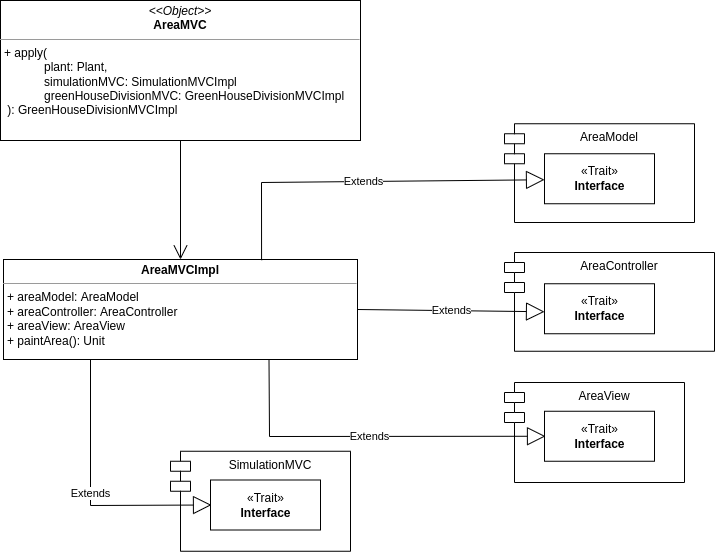 <<Object>>
AreaMVC
+ apply(
plant: Plant,
simulationMVC: SimulationMVCImpl
greenHouseDivisionMVC: GreenHouseDivisionMVCImpl
): GreenHouseDivisionMVCImpl
AreaModel
«Trait»
Interface
Extends
AreaMVCImpl
+ areaModel: AreaModel
+ areaController: AreaController
+ areaView: AreaView
+ paintArea(): Unit
AreaController
«Trait»
Interface
Extends
AreaView
«Trait»
Interface
Extends
SimulationMVC
«Trait»
Interface
Extends